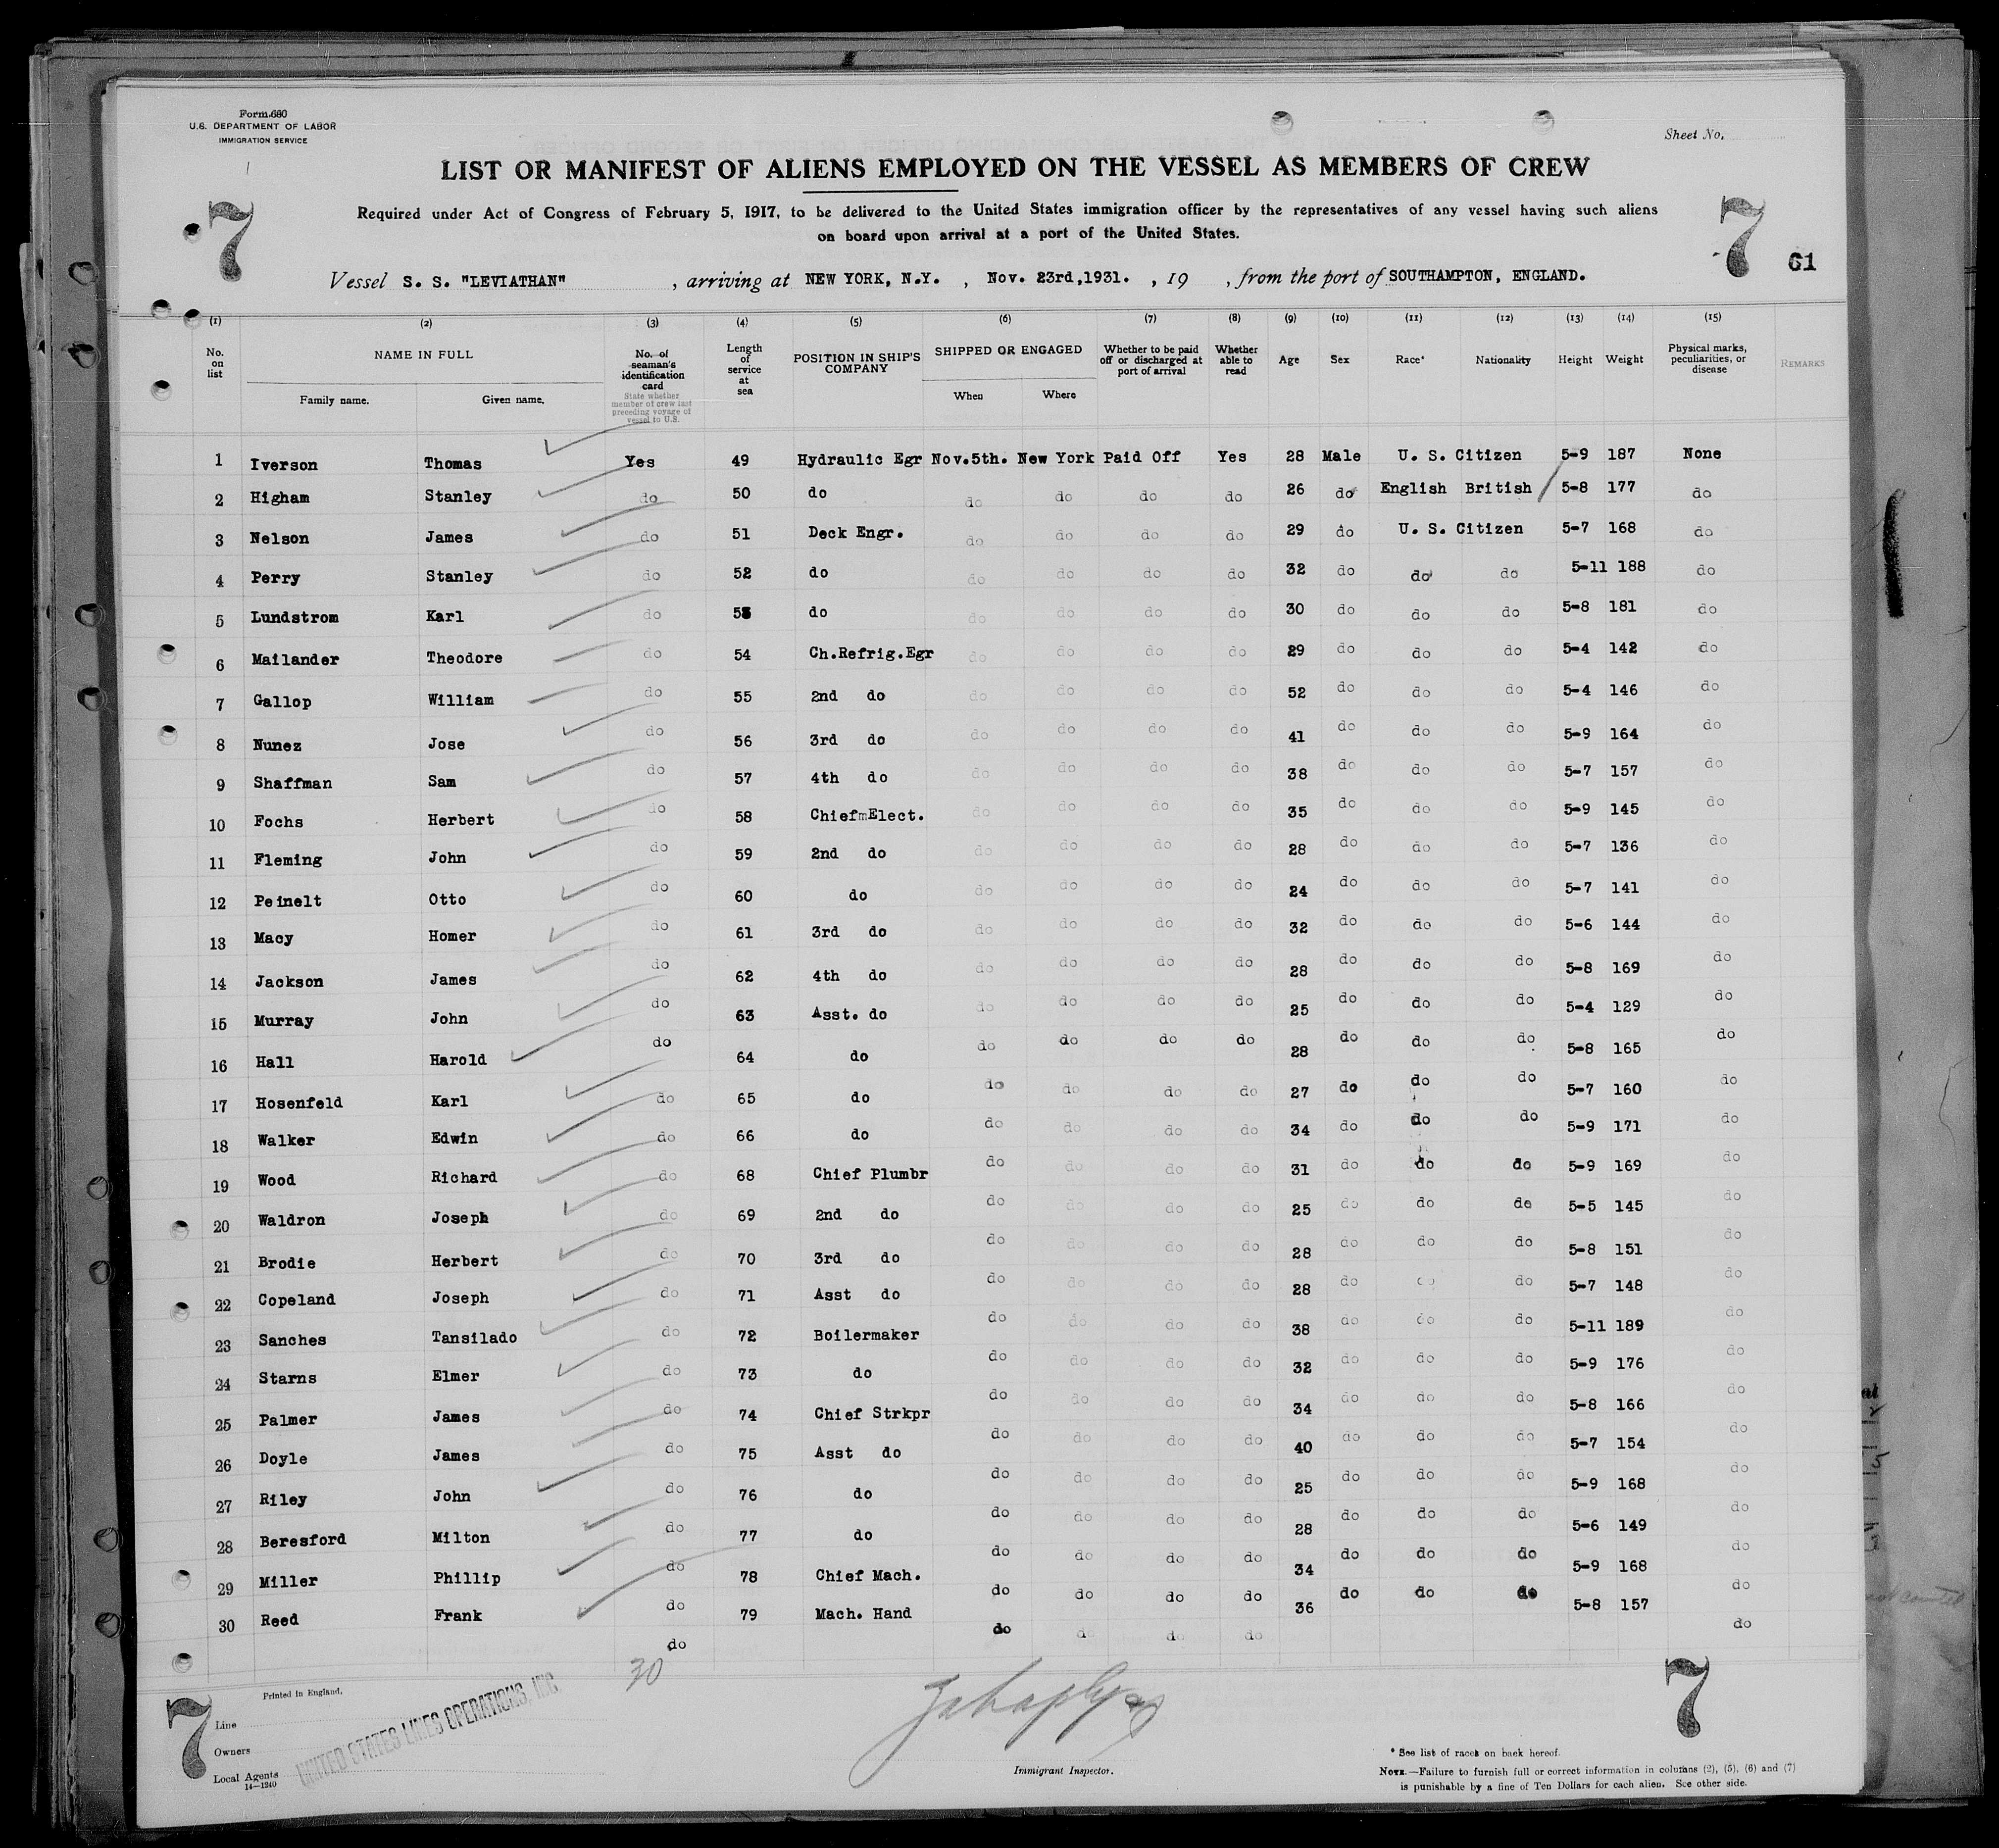 Form 680
U.S. DEPARTMENT OF LABOR
IMMIGRATION SERVICE
Sheet No.
LIST OR MANIFEST OF ALIENS EMPLOYED ON THE VESSEL AS MEMBERS OF CREW
Required under Act of Congress of February 5, 1917, to be delivered to the United States immigration officer by the representatives of any vessel having such aliens
on board upon arrival at a port of the United States.
7 7 61
Vessel S. S. "LEVIATHAN" , arriving at NEW YORK, N.Y. , Nov. 23rd,1931. , 19 , from the port of SOUTHAMPTON, ENGLAND.
(1) (2) (3) (4) (5) (6) (7) (8) (9) (10) (11) (12) (13) (14) (15)
No. on list NAME IN FULL Family name. Given name. No. of seaman's identification card State whether member of crew last preceding voyage of vessel to U.S. Length of service at sea POSITION IN SHIP'S COMPANY SHIPPED OR ENGAGED When Where Whether to be paid off or discharged at port of arrival Whether able to read Age Sex Race* Nationality Height Weight Physical marks, peculiarities, or disease REMARKS
1 Iverson Thomas Yes 49 Hydraulic Egr Nov.5th. New York Paid Off Yes 28 Male U. S. Citizen 5-9 187 None
2 Higham Stanley do 50 do do do do do 26 do English British 5-8 177 do
3 Nelson James do 51 Deck Engr. do do do do 29 do U. S. Citizen 5-7 168 do
4 Perry Stanley do 52 do do do do do 32 do do do 5-11 188 do
5 Lundstrom Karl do 53 do do do do do 30 do do do 5-8 181 do
6 Mailander Theodore do 54 Ch.Refrig.Egr do do do do 29 do do do 5-4 142 do
7 Gallop William do 55 2nd do do do do do 52 do do do 5-4 146 do
8 Nunez Jose do 56 3rd do do do do do 41 do do do 5-9 164 do
9 Shaffman Sam do 57 4th do do do do do 38 do do do 5-7 157 do
10 Fochs Herbert do 58 ChiefmElect. do do do do 35 do do do 5-9 145 do
11 Fleming John do 59 2nd do do do do do 28 do do do 5-7 136 do
12 Peinelt Otto do 60 do do do do do 24 do do do 5-7 141 do
13 Macy Homer do 61 3rd do do do do do 32 do do do 5-6 144 do
14 Jackson James do 62 4th do do do do do 28 do do do 5-8 169 do
15 Murray John do 63 Asst. do do do do do 25 do do do 5-4 129 do
16 Hall Harold do 64 do do do do do 28 do do do 5-8 165 do
17 Hosenfeld Karl do 65 do do do do do 27 do do do 5-7 160 do
18 Walker Edwin do 66 do do do do do 34 do do do 5-9 171 do
19 Wood Richard do 68 Chief Plumbr do do do do 31 do do do 5-9 169 do
20 Waldron Joseph do 69 2nd do do do do do 25 do do do 5-5 145 do
21 Brodie Herbert do 70 3rd do do do do do 28 do do do 5-8 151 do
22 Copeland Joseph do 71 Asst do do do do do 28 do do do 5-7 148 do
23 Sanches Tansilado do 72 Boilermaker do do do do 38 do do do 5-11 189 do
24 Starns Elmer do 73 do do do do do 32 do do do 5-9 176 do
25 Palmer James do 74 Chief Strkpr do do do do 34 do do do 5-8 166 do
26 Doyle James do 75 Asst do do do do do 40 do do do 5-7 154 do
27 Riley John do 76 do do do do do 25 do do do 5-9 168 do
28 Beresford Milton do 77 do do do do do 28 do do do 5-6 149 do
29 Miller Phillip do 78 Chief Mach. do do do do 34 do do do 5-9 168 do
30 Reed Frank do 79 Mach. Hand do do do do 36 do do do 5-8 157 do
do do do do do do
30
7 7
Printed in England.
Line
Owners
Local Agents
14-1240
UNITED STATES LINES OPERATIONS, INC
Immigrant Inspector.
* See list of races on back hereof.
NOTE.—Failure to furnish full or correct information in columns (2), (5), (6) and (7)
is punishable by a fine of Ten Dollars for each alien. See other side.